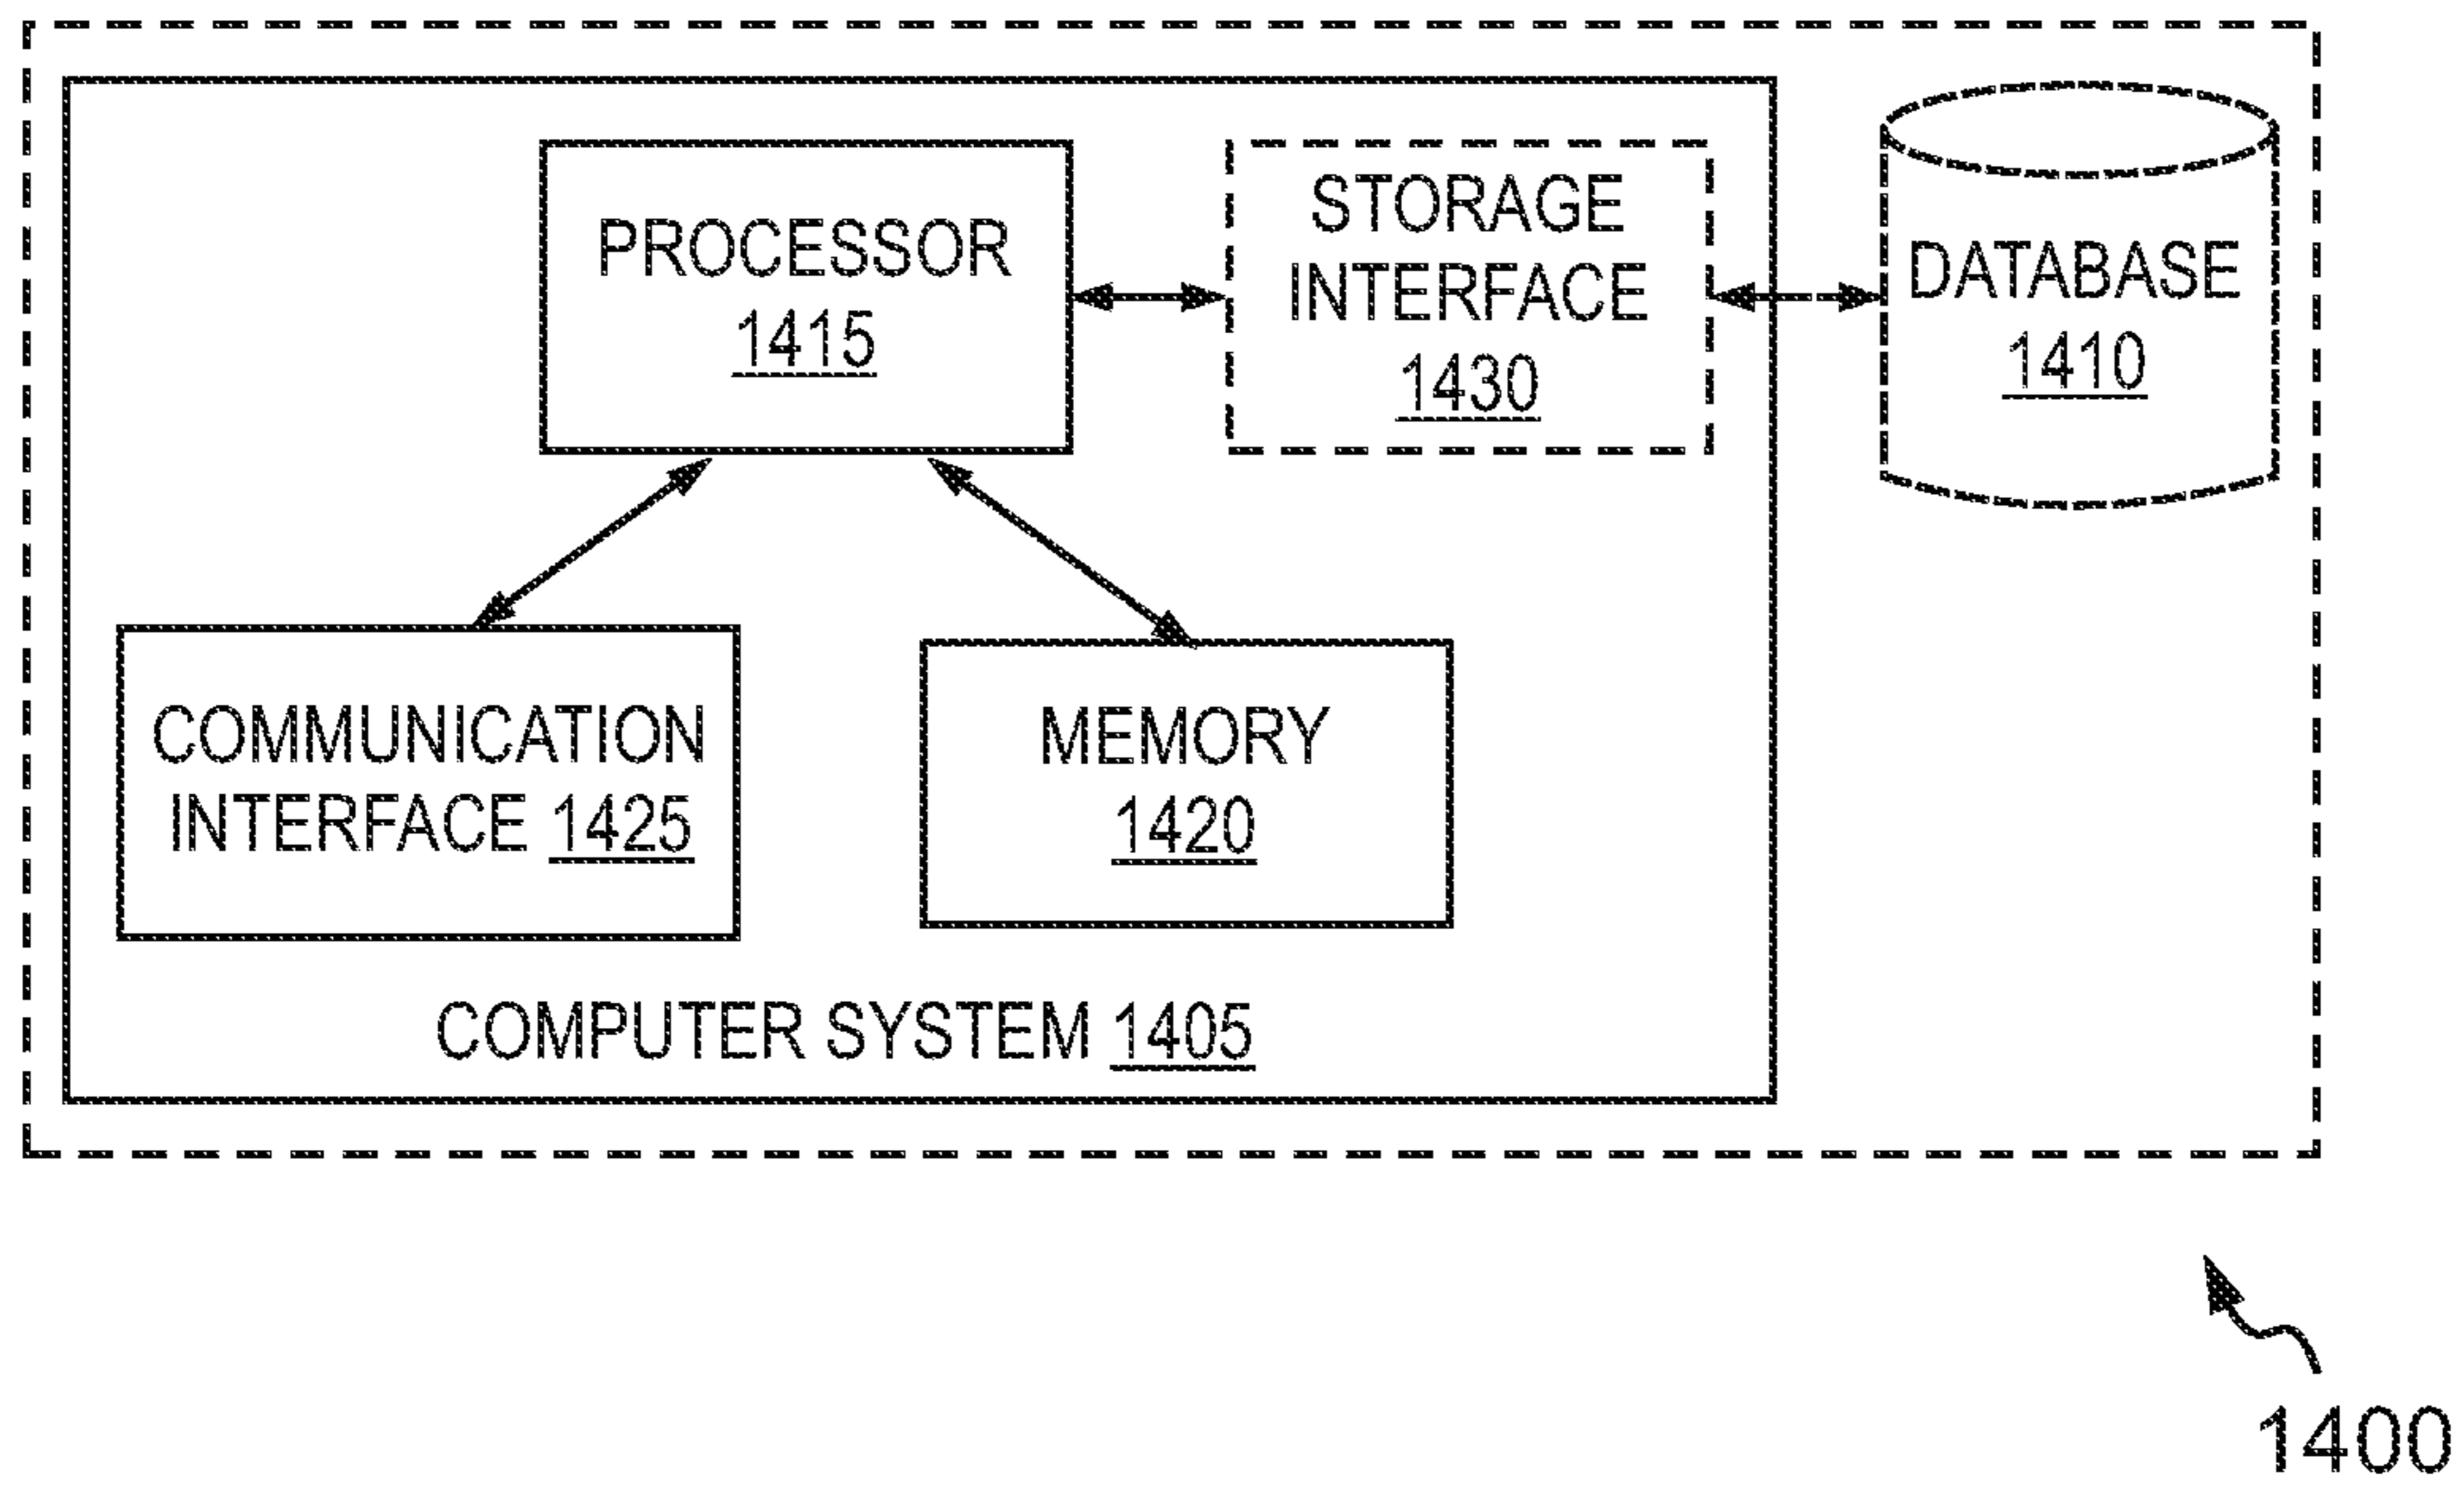 PROCESSOR
1415
STORAGE
INTERFACE
1430
DATABASE
1410
COMMUNICATION
INTERFACE 1425
MEMORY
1420
COMPUTER SYSTEM 1405
1400